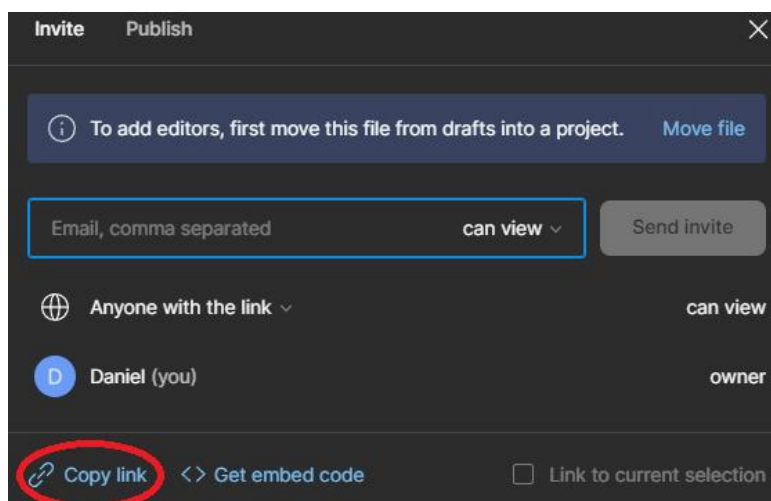 Invite Publish
To add editors, first move this file from drafts into a project. Move file
Email, comma separated can view Send invite
Anyone with the link can view
D Daniel (you) owner
Copy link <> Get embed code Link to current selection